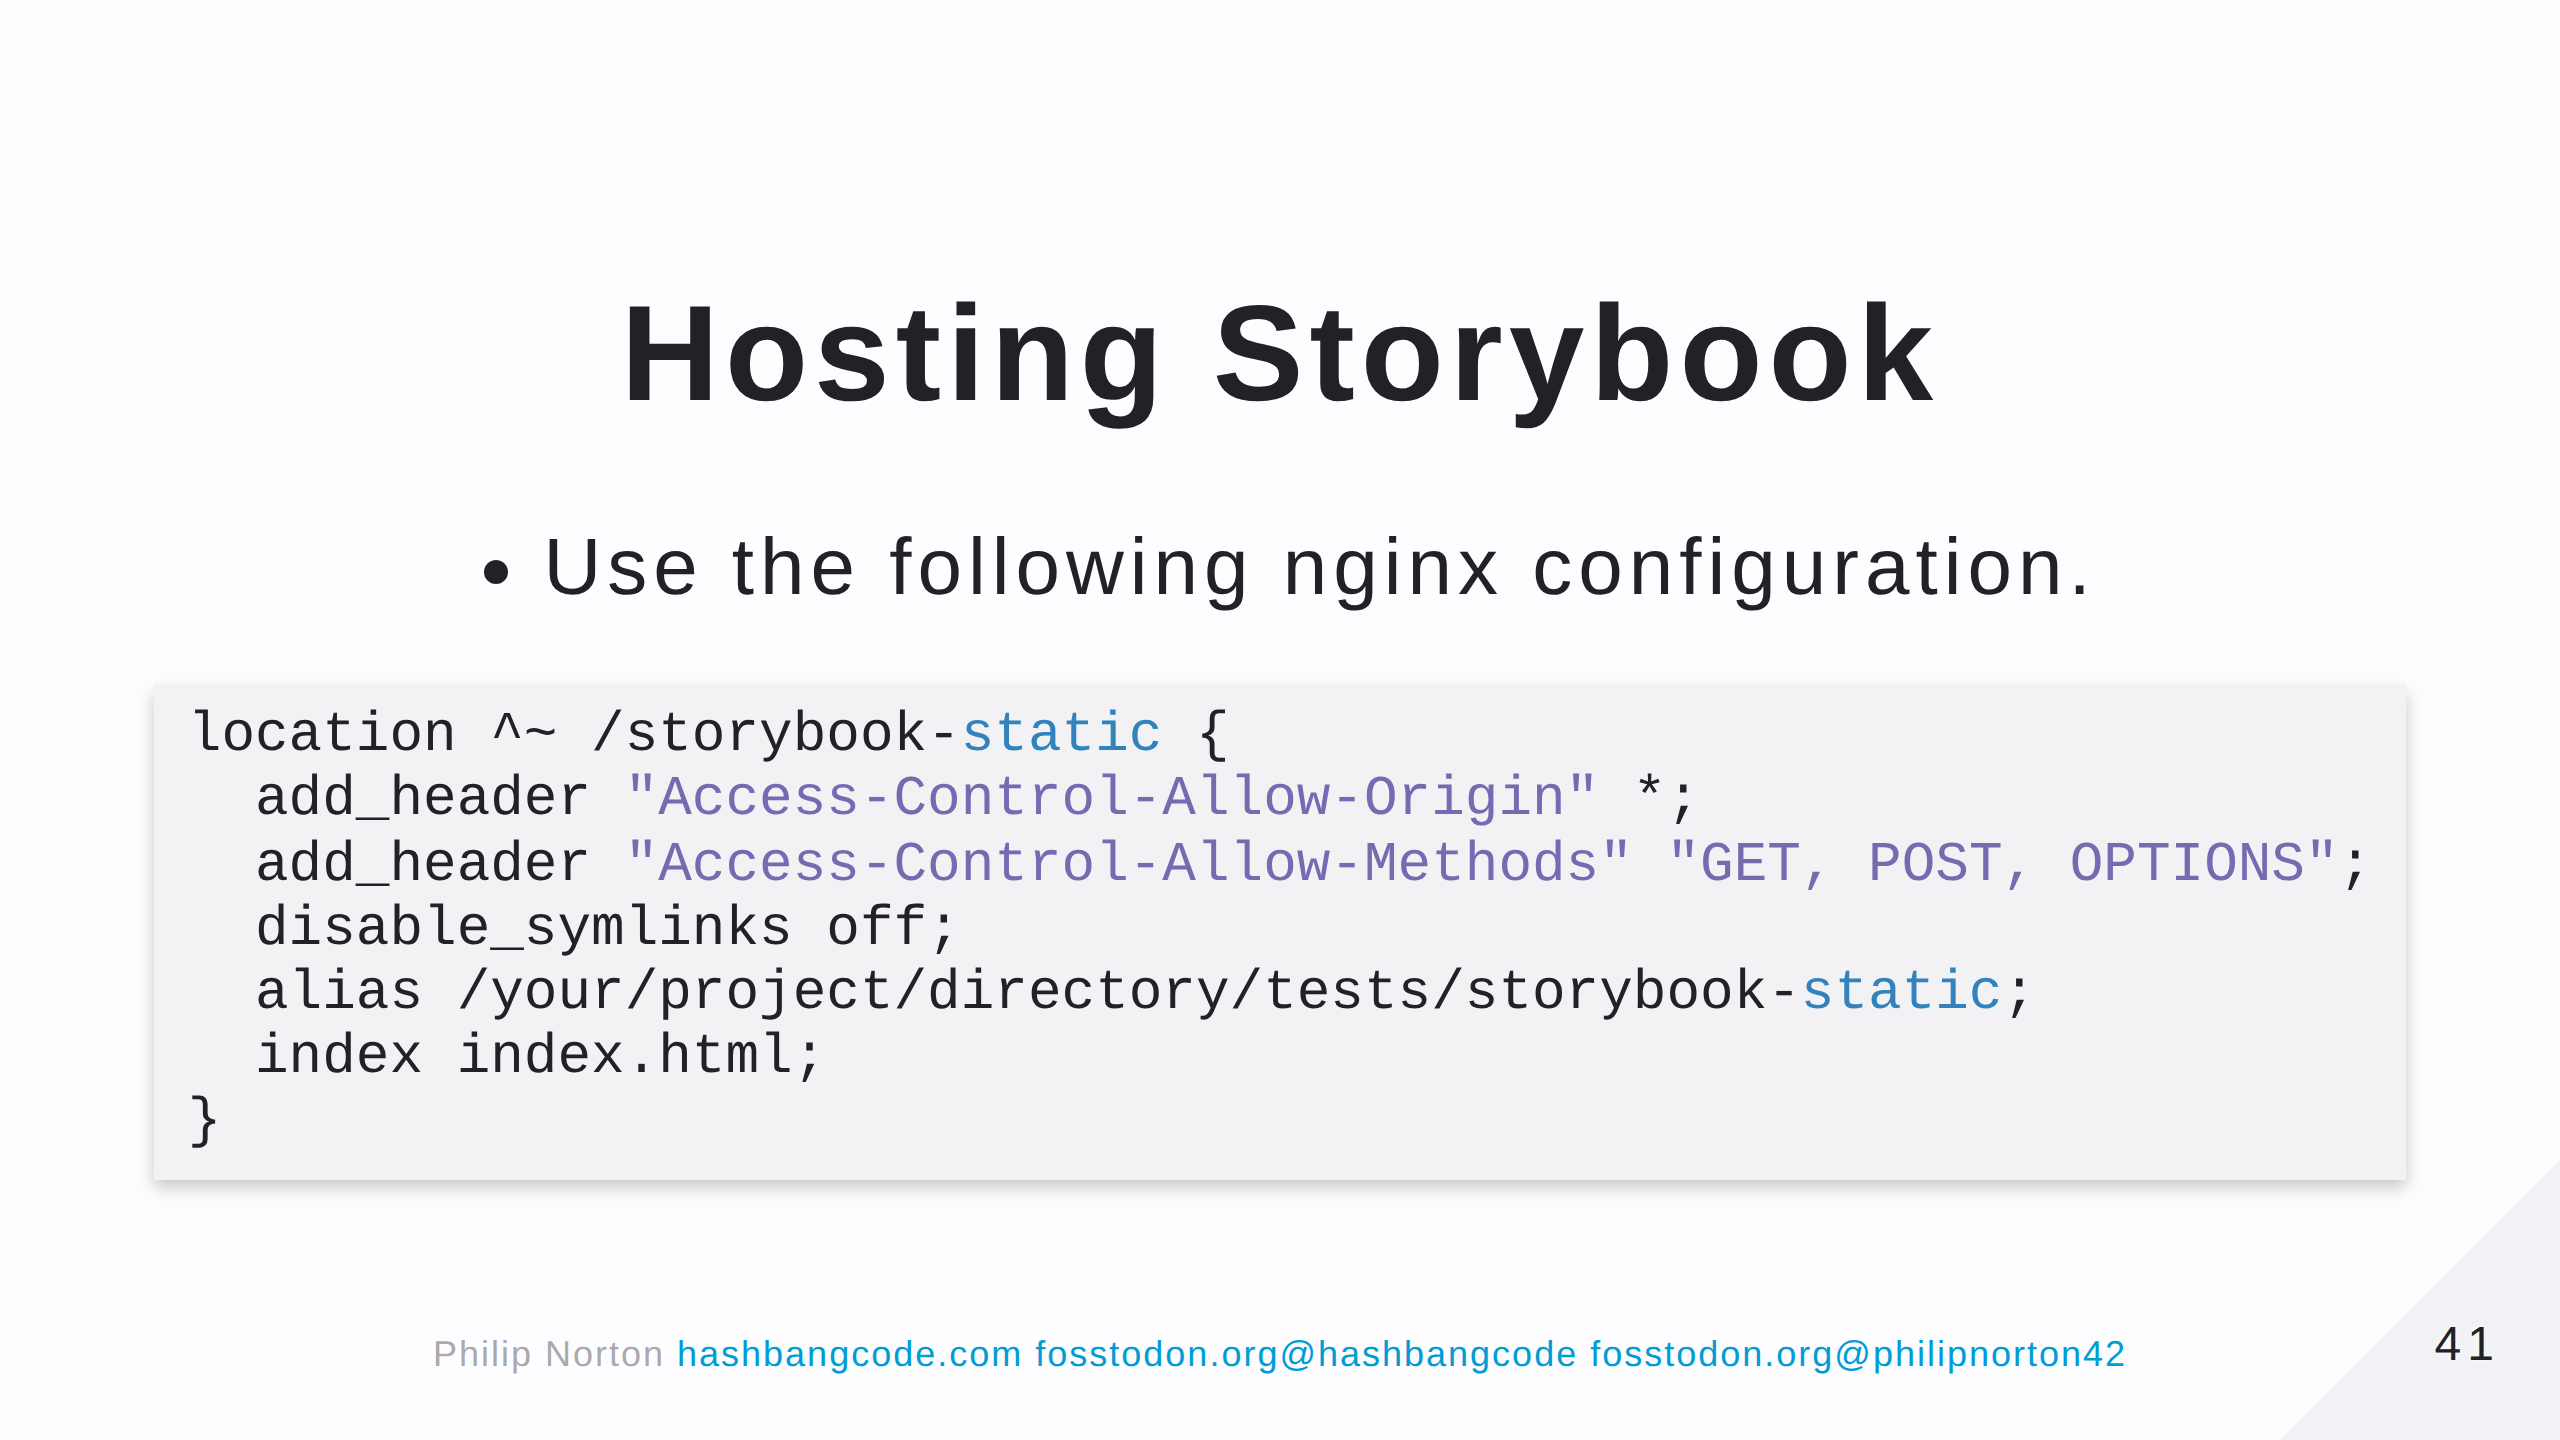 Hosting Storybook
• Use the following nginx configuration.
location ^~ /storybook-static {
  add_header "Access-Control-Allow-Origin" *;
  add_header "Access-Control-Allow-Methods" "GET, POST, OPTIONS";
  disable_symlinks off;
  alias /your/project/directory/tests/storybook-static;
  index index.html;
}
Philip Norton hashbangcode.com fosstodon.org@hashbangcode fosstodon.org@philipnorton42
41